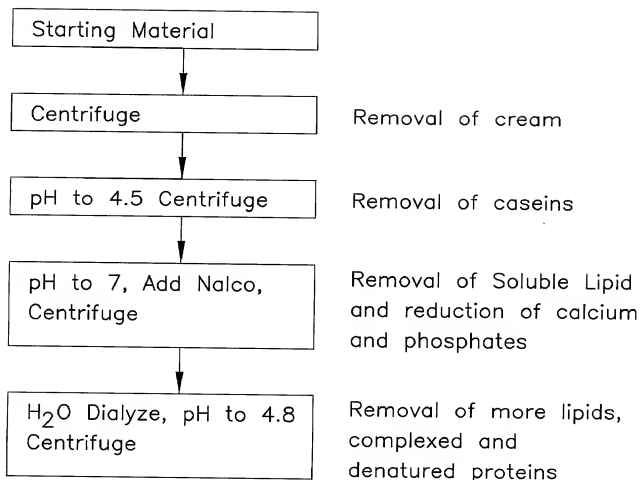 Starting Material
Centrifuge
Removal of cream
pH to 4.5 Centrifuge
Removal of caseins
pH to 7, Add Nalco,
Centrifuge
Removal of Soluble Lipid
and reduction of calcium
and phosphates
H2O Dialyze, pH to 4.8
Centrifuge
Removal of more lipids,
complexed and
denatured proteins